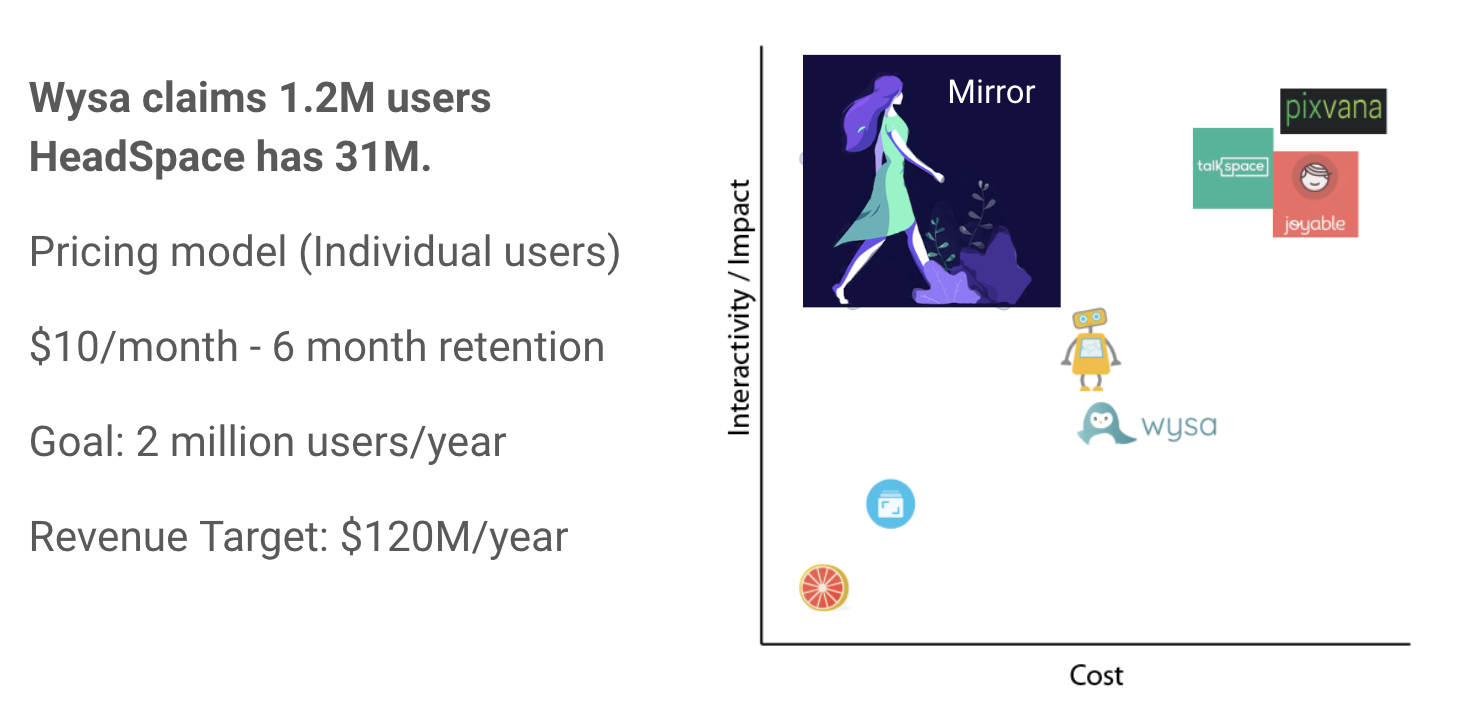 Wysa claims 1.2M users
HeadSpace has 31M.
Pricing model (Individual users)
$10/month - 6 month retention
Goal: 2 million users/year
Revenue Target: $120M/year
Interactivity / Impact
Mirror
pixvana
talkspace
joyable
wysa
Cost